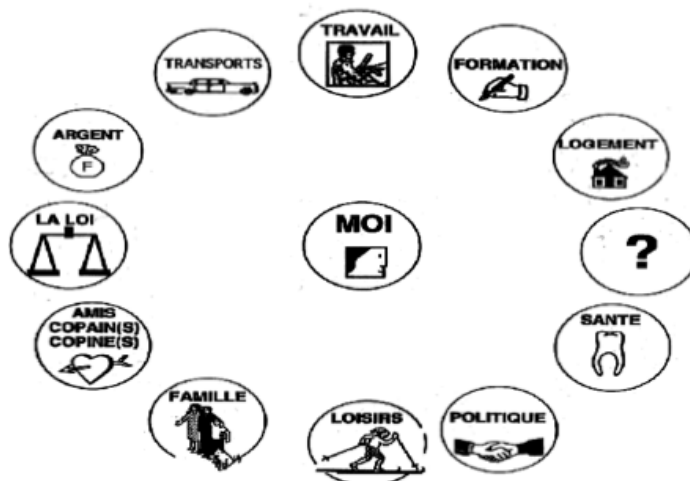 TRAVAIL
TRANSPORTS
FORMATION
ARGENT
F
LOGEMENT
LA LOI
MOI
?
AMIS
COPAIN(S)
COPINE(S)
SANTE
FAMILLE
LOISIRS
POLITIQUE